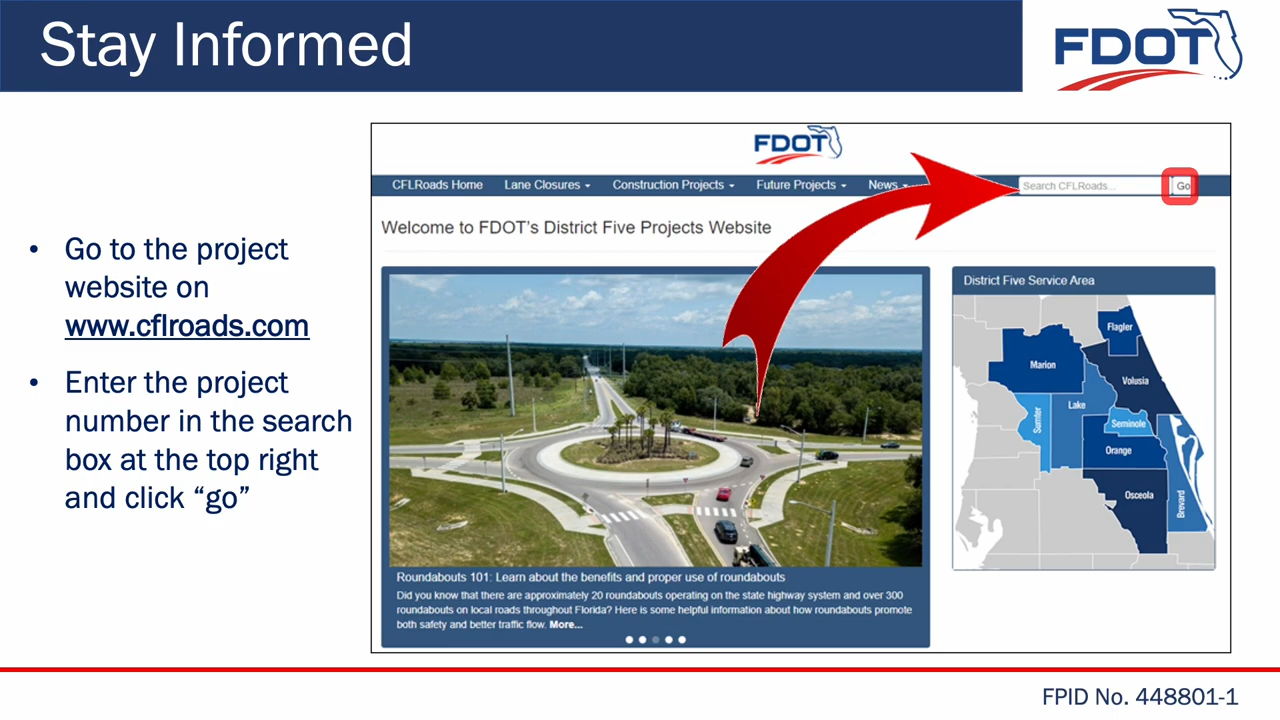 Stay Informed
FDOT
• Go to the project
website on
www.cflroads.com
• Enter the project
number in the search
box at the top right
and click “go”
FDOT
CFLRoads Home Lane Closures Construction Projects Future Projects News Search CFLRoads... Go
Welcome to FDOT's District Five Projects Website
District Five Service Area
Flagler
Marion
Volusia
Lake
Sumter
Seminole
Orange
Osceola
Brevard
Roundabouts 101: Learn about the benefits and proper use of roundabouts
Did you know that there are approximately 20 roundabouts operating on the state highway system and over 300
roundabouts on local roads throughout Florida? Here is some helpful information about how roundabouts promote
both safety and better traffic flow. More...
FPID No. 448801-1